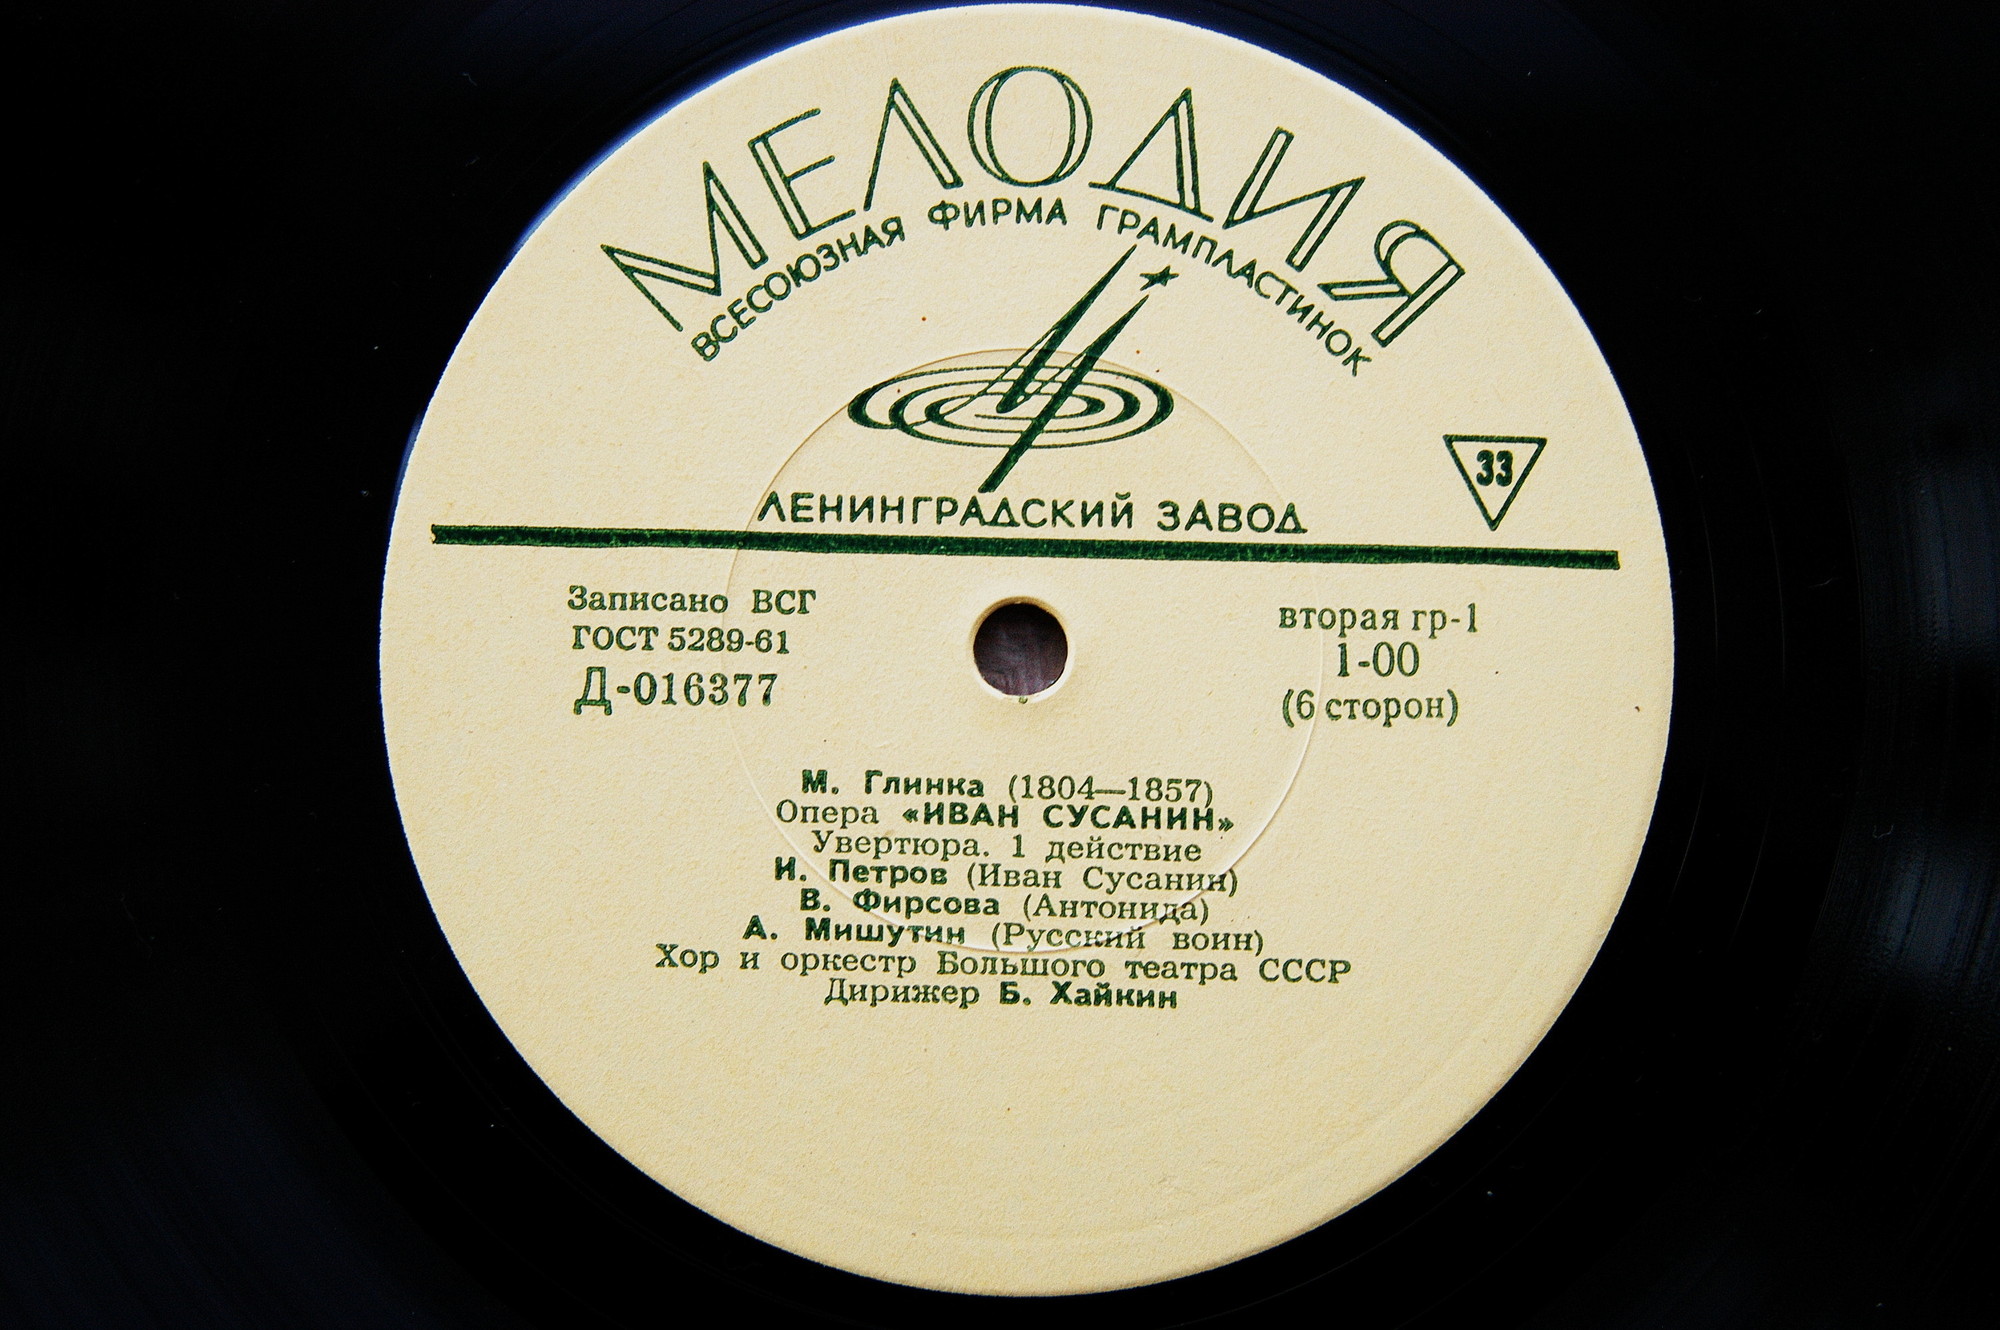 МЕЛОДИЯ
ВСЕСОЮЗНАЯ ФИРМА ГРАМПЛАСТИНОК
33
ЛЕНИНГРАДСКИЙ ЗАВОД
Записано ВСГ
ГОСТ 5289-61
Д-016377
вторая гр-1
1-00
(6 сторон)
М. Глинка (1804—1857)
Опера «ИВАН СУСАНИН»
Увертюра. 1 действие
И. Петров (Иван Сусанин)
В. Фирсова (Антонида)
А. Мишутин (Русский воин)
Хор и оркестр Большого театра СССР
Дирижер Б. Хайкин